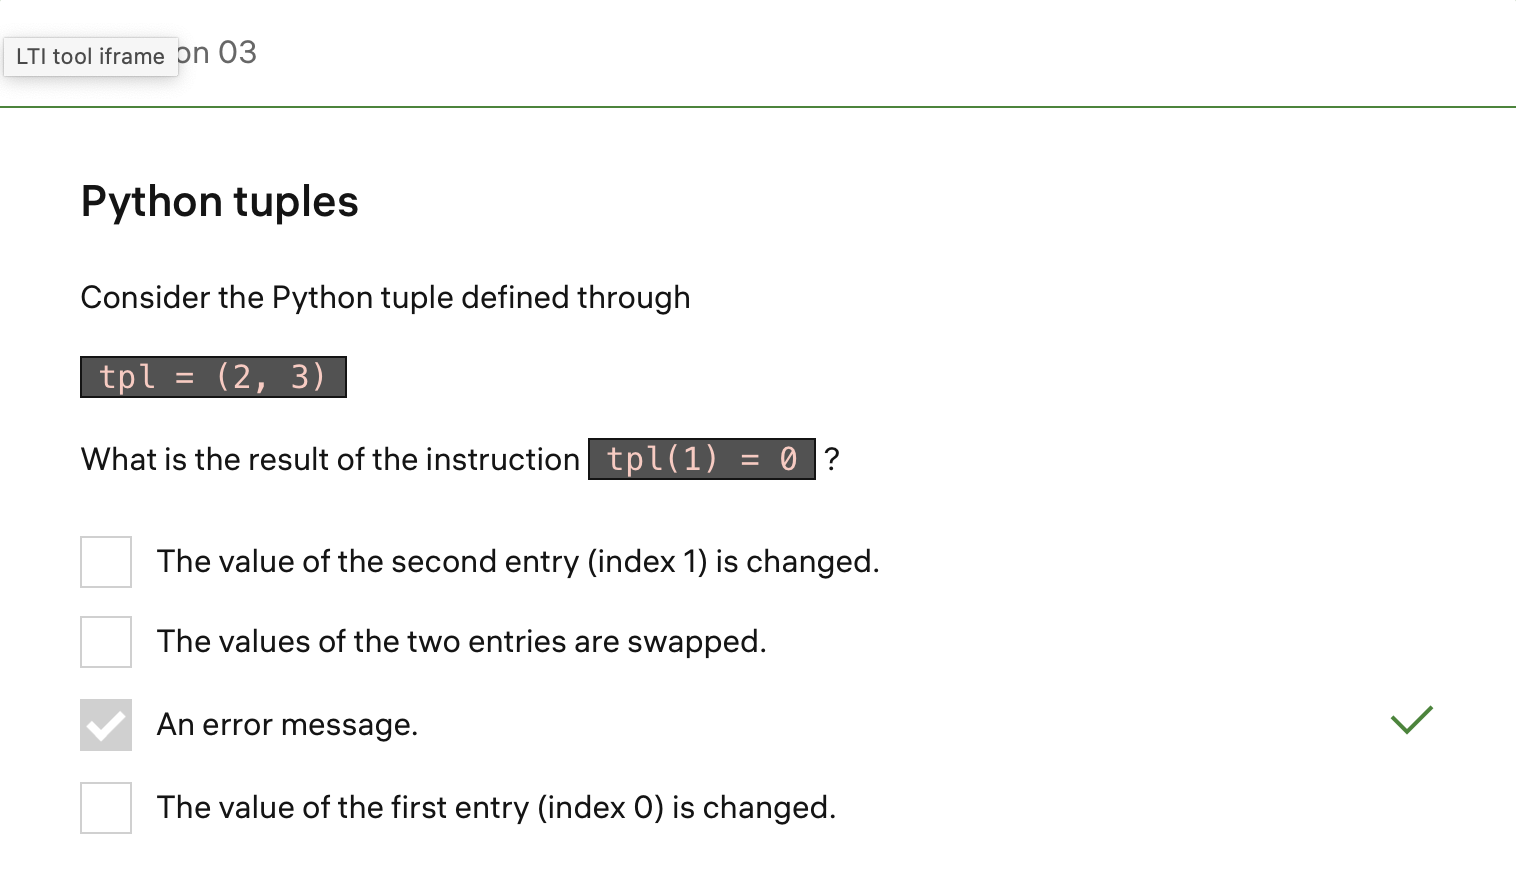 LTI tool iframe on 03
Python tuples
Consider the Python tuple defined through
tpl = (2, 3)
What is the result of the instruction tpl(1) = 0 ?
The value of the second entry (index 1) is changed.
The values of the two entries are swapped.
An error message.
The value of the first entry (index 0) is changed.